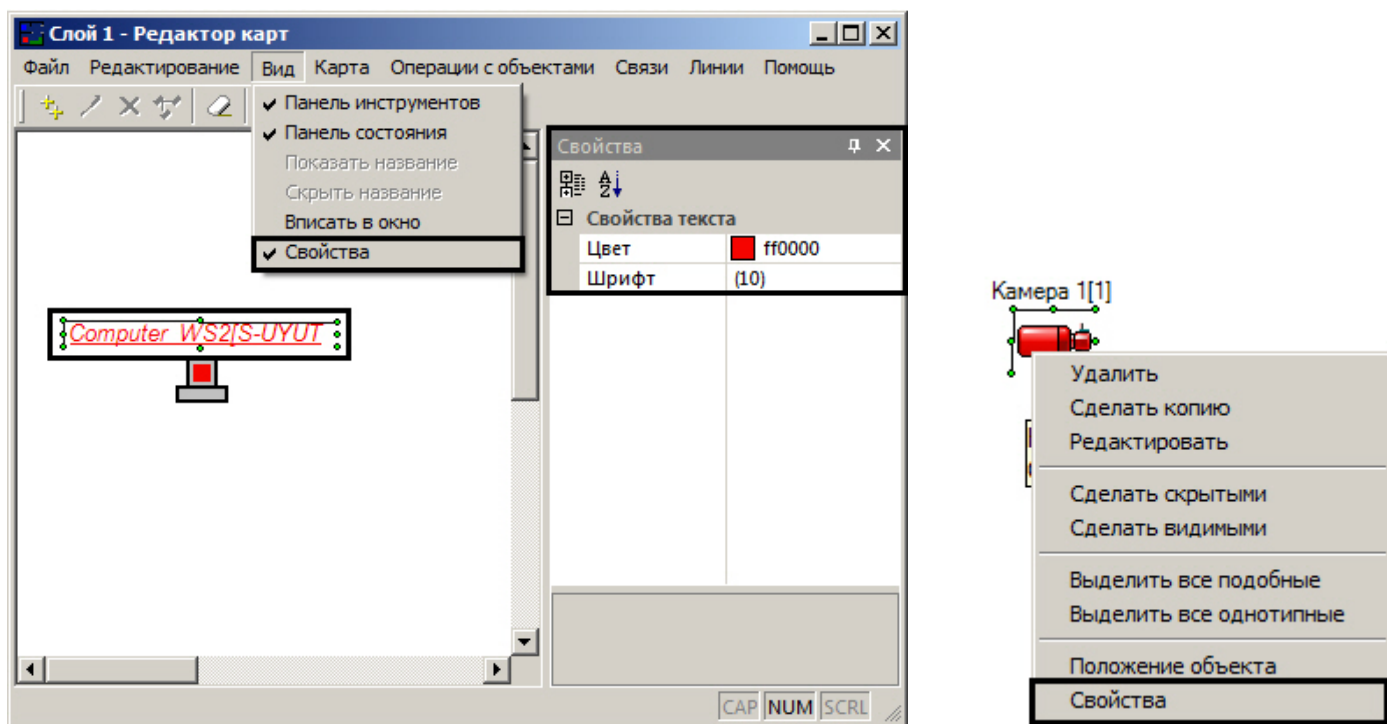 Слой 1 - Редактор карт
Файл Редактирование Вид Карта Операции с объектами Связи Линии Помощь
Панель инструментов
Панель состояния
Показать название
Скрыть название
Вписать в окно
Свойства
Свойства
Свойства текста
Цвет ff0000
Шрифт (10)
Computer WS2[S-UYUT
CAP NUM SCRL
Камера 1[1]
Удалить
Сделать копию
Редактировать
Сделать скрытыми
Сделать видимыми
Выделить все подобные
Выделить все однотипные
Положение объекта
Свойства